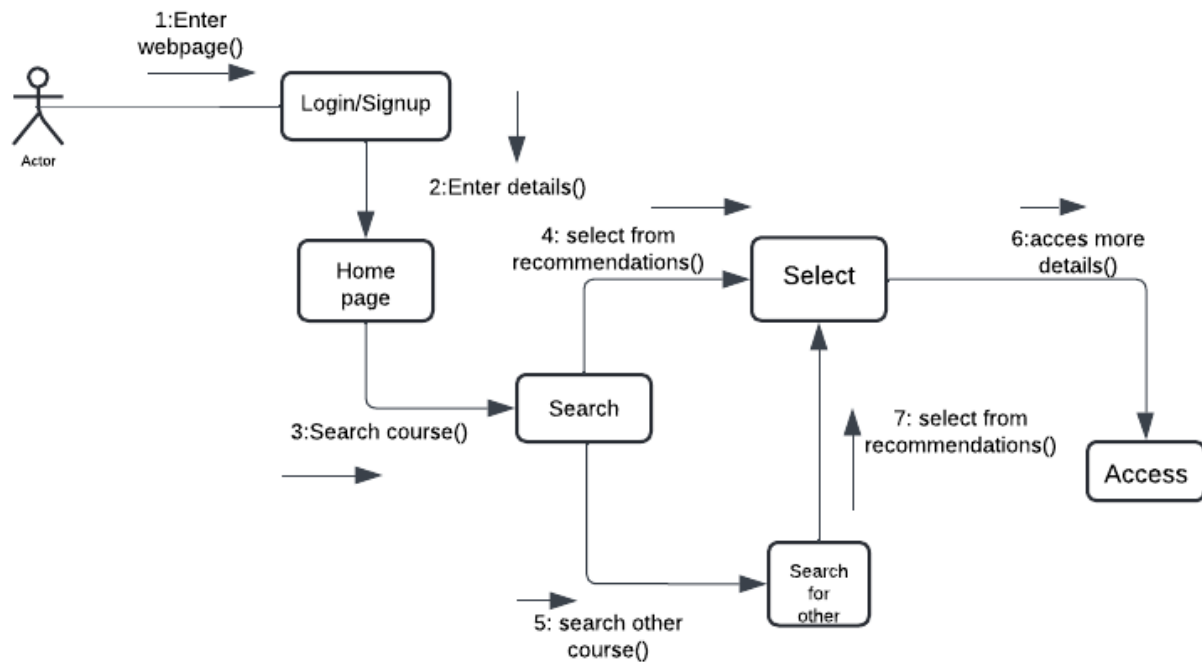 1:Enter
webpage()
Actor
Login/Signup
2:Enter details()
Home
page
4: select from
recommendations()
Select
6:acces more
details()
3:Search course()
Search
7: select from
recommendations()
Access
Search
for
other
5: search other
course()